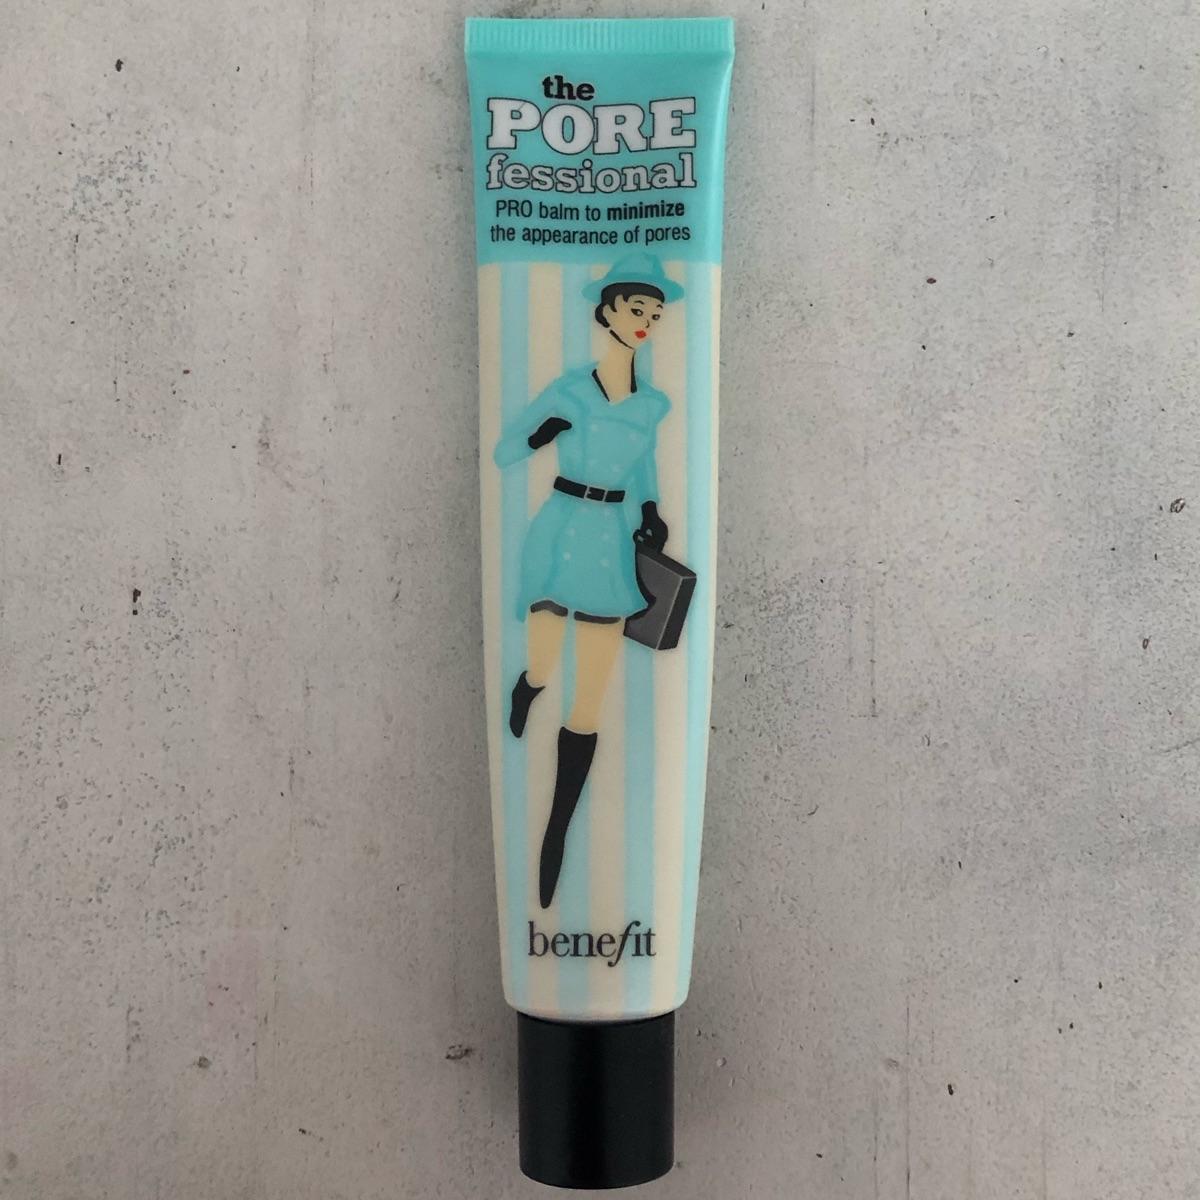 the
PORE
fessional
PRO balm to minimize
the appearance of pores
benefit